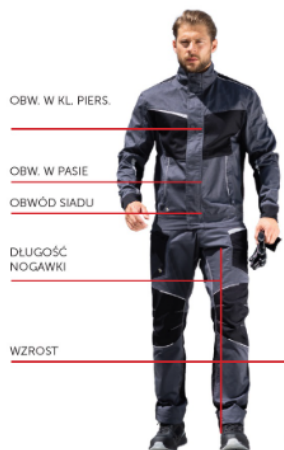 OBW. W KL. PIERS.
OBW. W PASIE
OBWÓD SIADU
DŁUGOŚĆ
NOGAWKI
WZROST